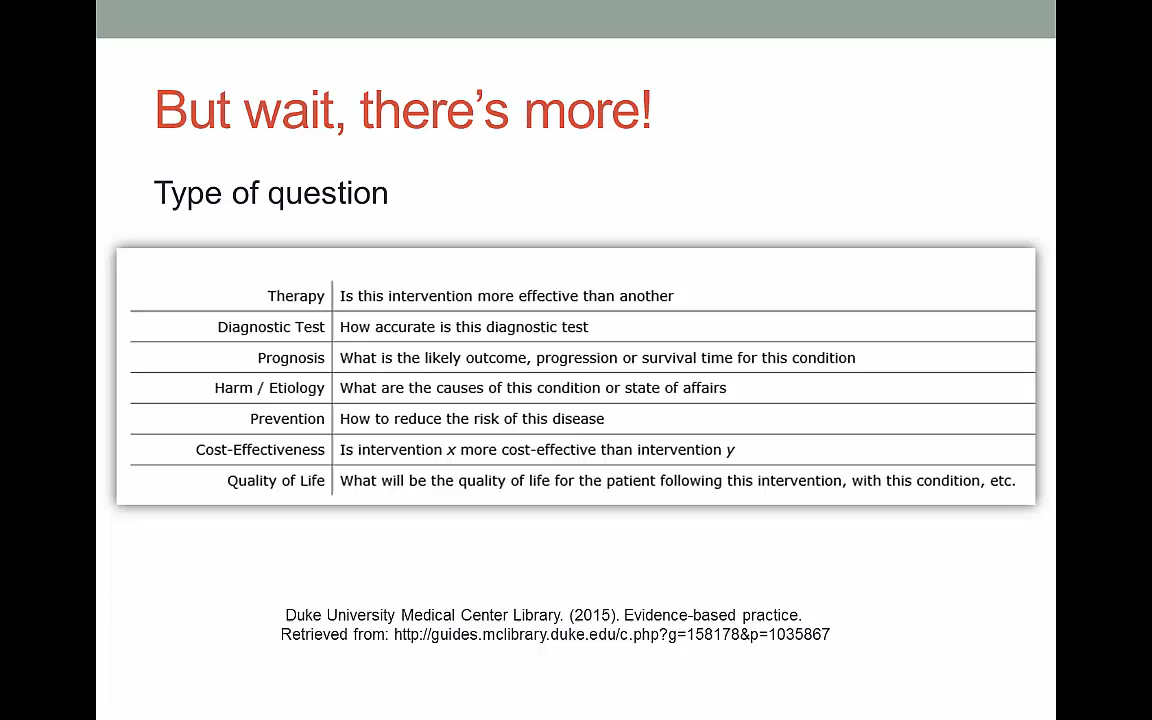 But wait, there’s more!
Type of question
Therapy Is this intervention more effective than another
Diagnostic Test How accurate is this diagnostic test
Prognosis What is the likely outcome, progression or survival time for this condition
Harm / Etiology What are the causes of this condition or state of affairs
Prevention How to reduce the risk of this disease
Cost-Effectiveness Is intervention x more cost-effective than intervention y
Quality of Life What will be the quality of life for the patient following this intervention, with this condition, etc.
Duke University Medical Center Library. (2015). Evidence-based practice.
Retrieved from: http://guides.mclibrary.duke.edu/c.php?g=158178&p=1035867